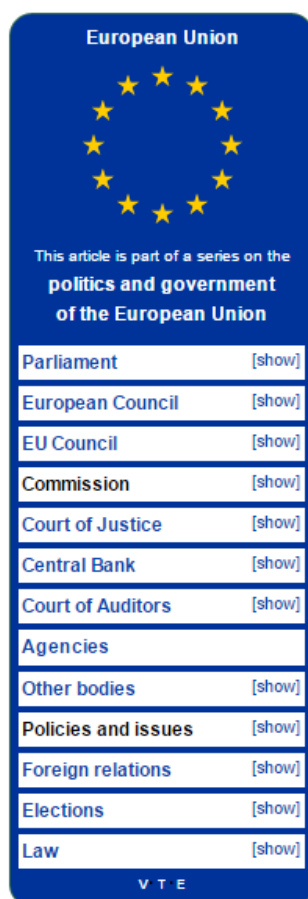 European Union
This article is part of a series on the
politics and government
of the European Union
Parliament [show]
European Council [show]
EU Council [show]
Commission [show]
Court of Justice [show]
Central Bank [show]
Court of Auditors [show]
Agencies
Other bodies [show]
Policies and issues [show]
Foreign relations [show]
Elections [show]
Law [show]
V · T · E